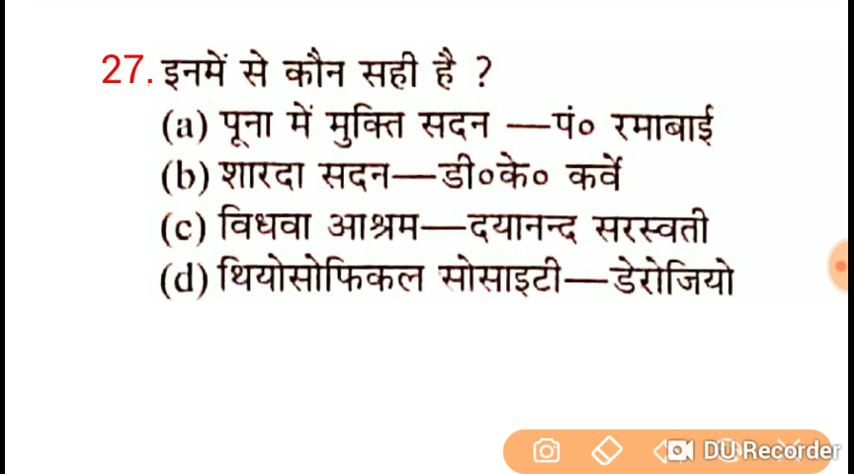 27. इनमें से कौन सही है ?
(a) पूना में मुक्ति सदन —पं० रमाबाई
(b) शारदा सदन—डी०के० कर्वे
(c) विधवा आश्रम—दयानन्द सरस्वती
(d) थियोसोफिकल सोसाइटी—डेरोजियो
DU Recorder